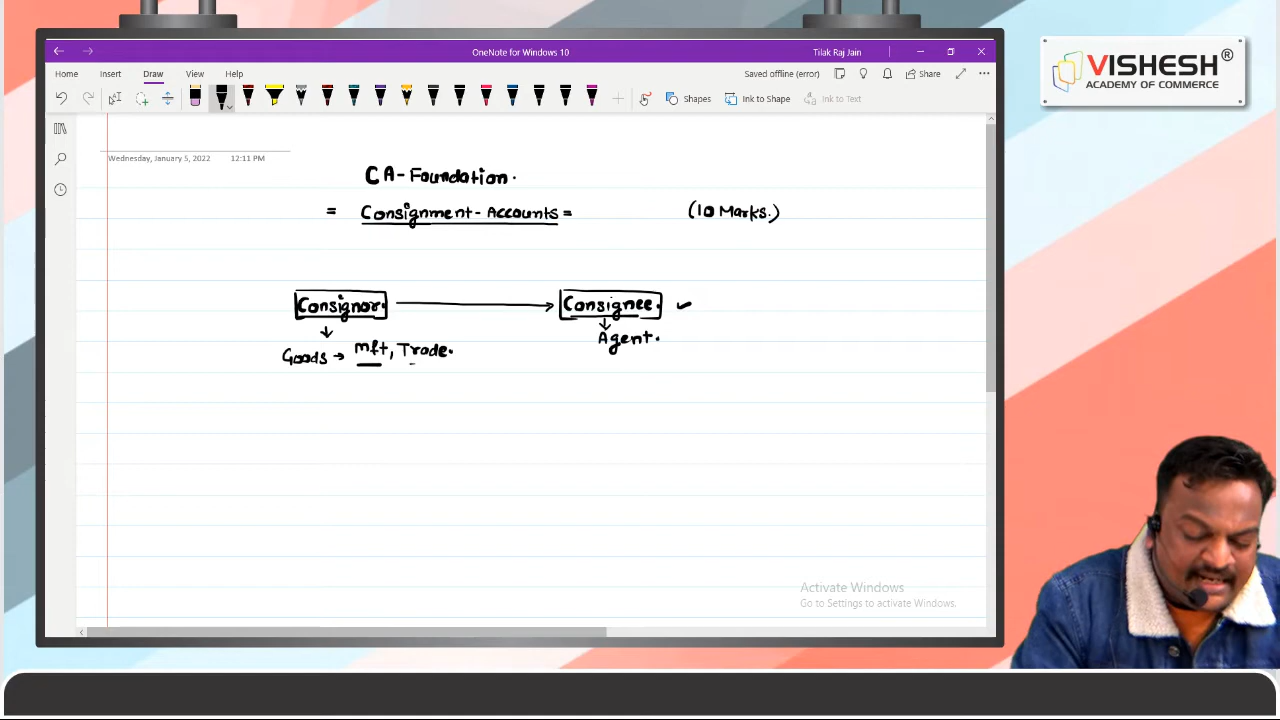 OneNote for Windows 10
Tilak Raj Jain
Home Insert Draw View Help
Saved offline (error)
Share
Shapes
Ink to Shape
Ink to Text
Wednesday, January 5, 2022 12:11 PM
CA-Foundation.
= Consignment-Accounts = (10 Marks.)
Consignor. Consignee.
Goods → mft, Trade.
Agent.
Activate Windows
Go to Settings to activate Windows.
VISHESH®
ACADEMY OF COMMERCE